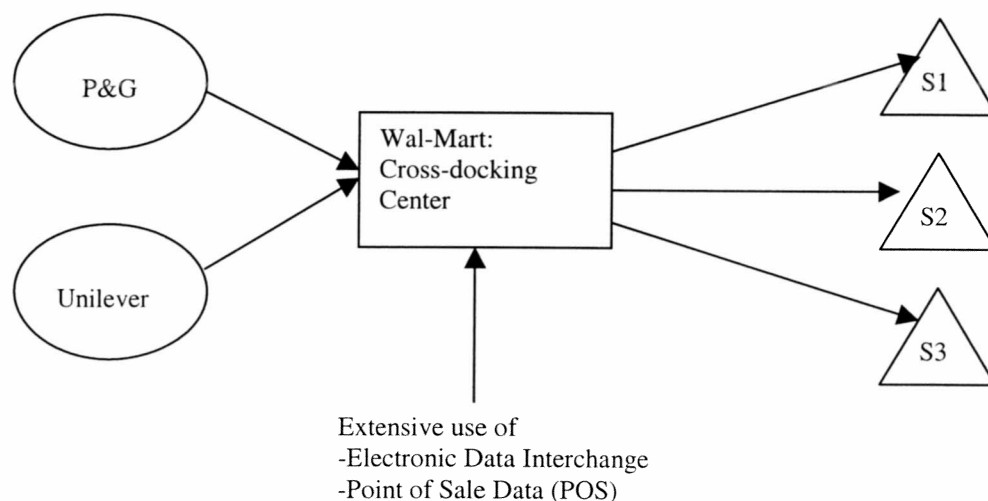 P&G
Unilever
Wal-Mart:
Cross-docking
Center
S1
S2
S3
Extensive use of
-Electronic Data Interchange
-Point of Sale Data (POS)